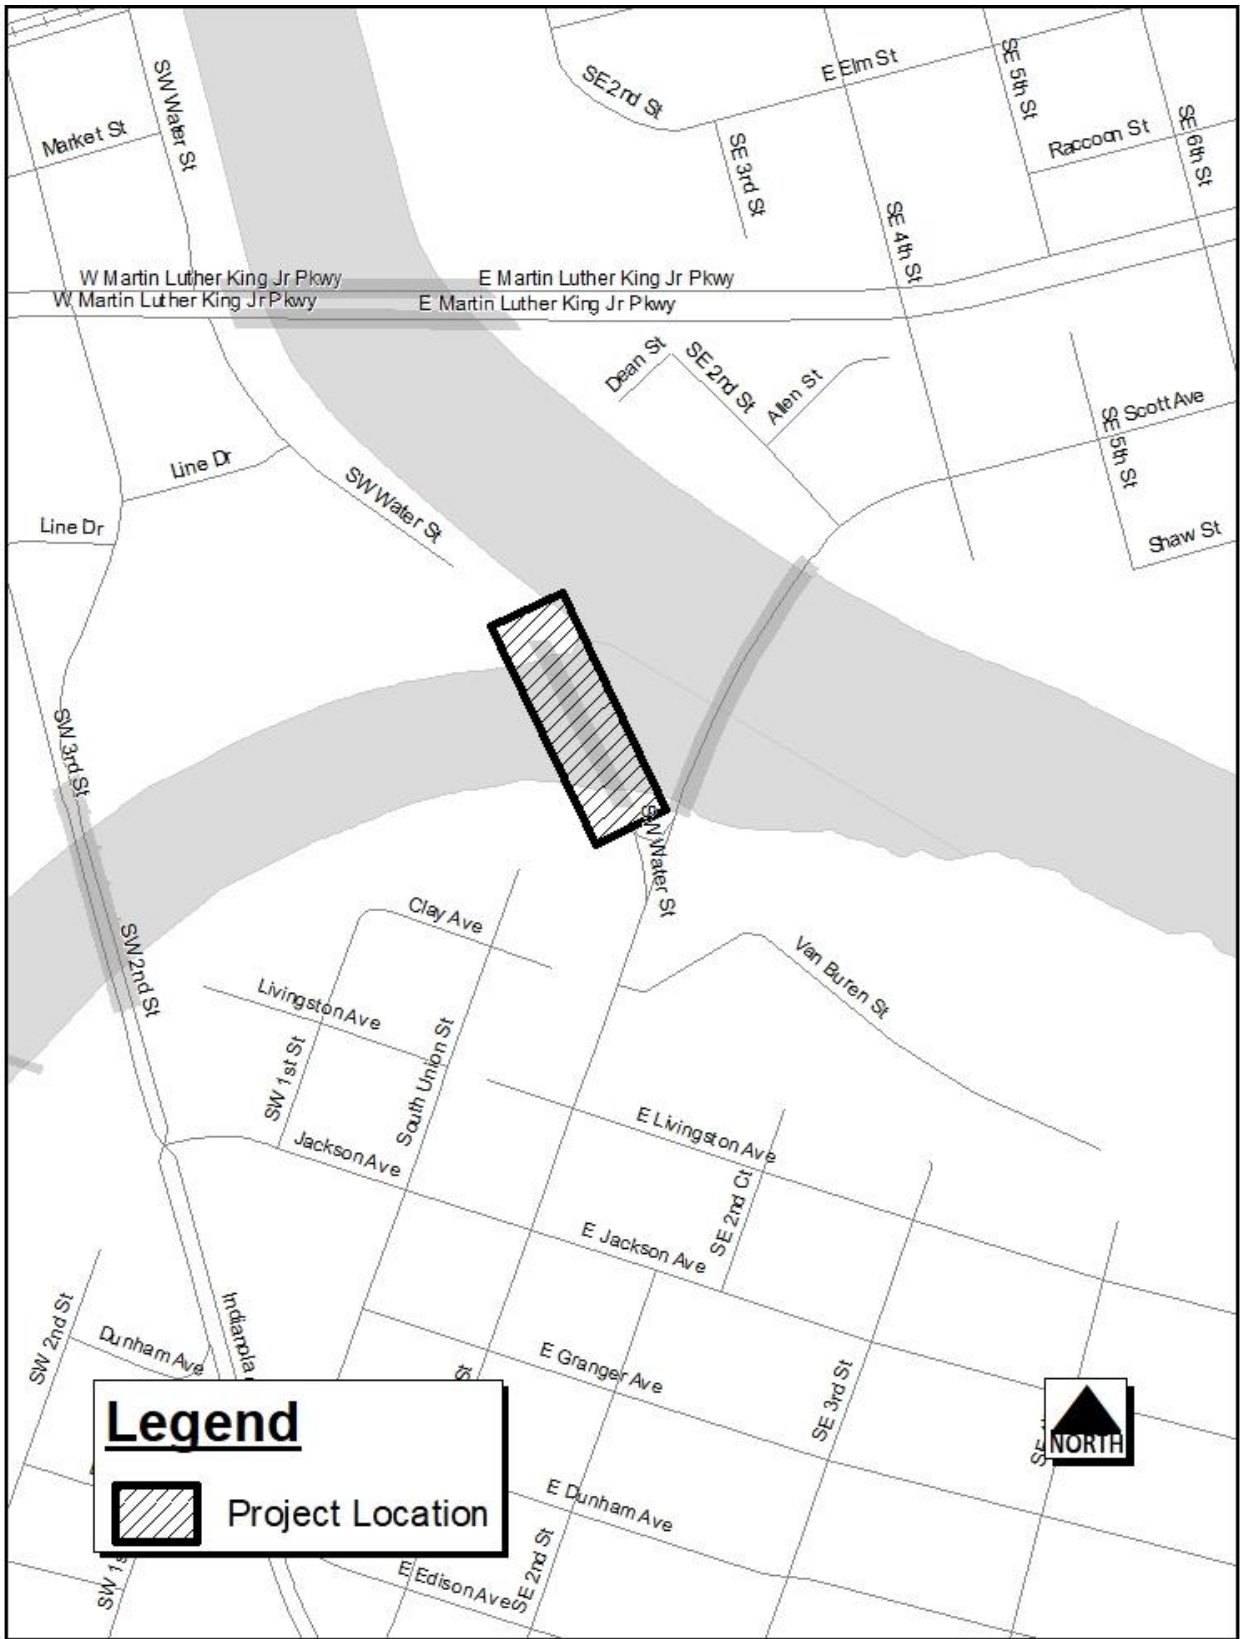 SW Water St
Market St
SE 2nd St
E Elm St
SE 5th St
Raccoon St
SE 6th St
SE 3rd St
SE 4th St
W Martin Luther King Jr Pkwy
E Martin Luther King Jr Pkwy
W Martin Luther King Jr Pkwy
E Martin Luther King Jr Pkwy
Dean St
SE 2nd St
Allen St
Scott Ave
SE 5th St
Line Dr
SW Water St
Line Dr
Shaw St
SW 3rd St
SW Water St
Clay Ave
SW 2nd St
Van Buren St
Livingston Ave
SW 1st St
South Union St
Jackson Ave
E Livingston Ave
SE 2nd Ct
E Jackson Ave
SW 2nd St
Indianola
Dunham Ave
E Granger Ave
SE 3rd St
St
SE
NORTH
Legend
Project Location
E Dunham Ave
SW 1s
E Edison Ave
SE 2nd St